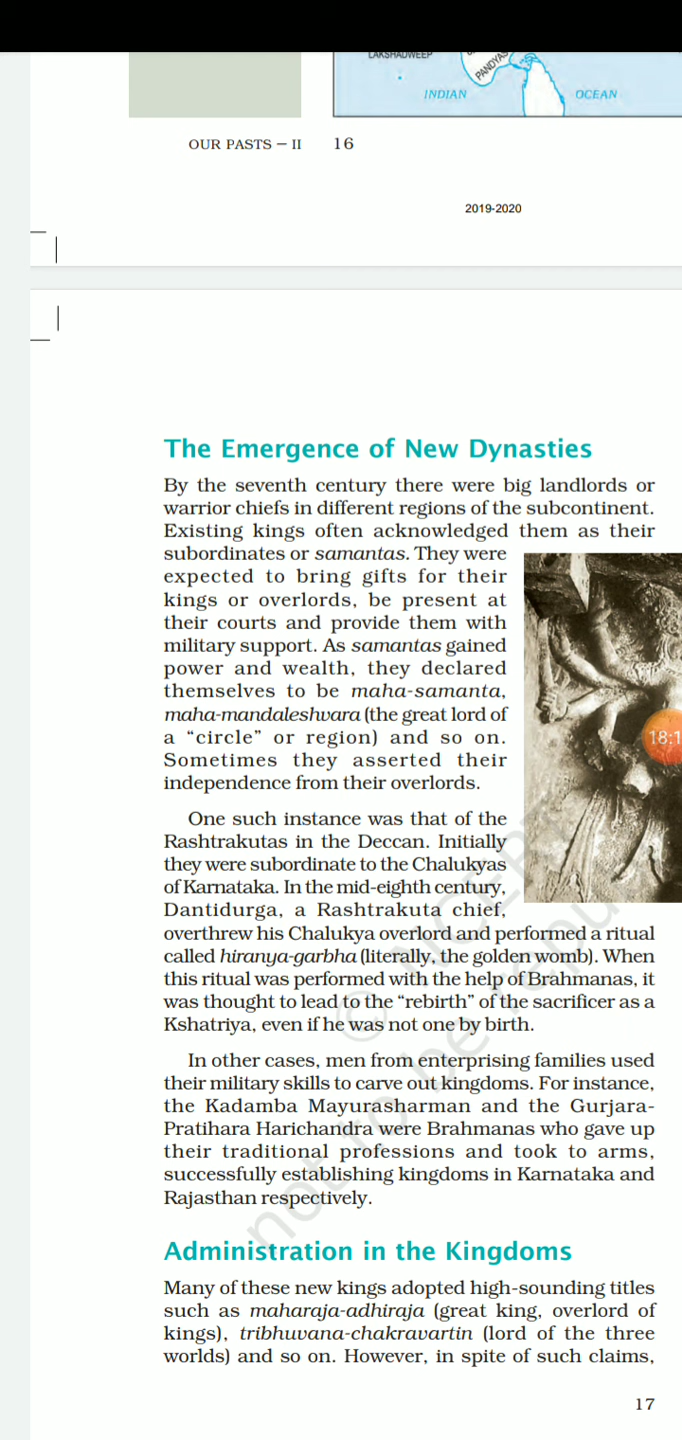 LAKSHADWEEP
PANDYAS
INDIAN OCEAN
OUR PASTS – II 16
2019-2020
The Emergence of New Dynasties
By the seventh century there were big landlords or
warrior chiefs in different regions of the subcontinent.
Existing kings often acknowledged them as their
subordinates or samantas. They were
expected to bring gifts for their
kings or overlords, be present at
their courts and provide them with
military support. As samantas gained
power and wealth, they declared
themselves to be maha-samanta,
maha-mandaleshvara (the great lord of
a “circle” or region) and so on.
Sometimes they asserted their
independence from their overlords.
One such instance was that of the
Rashtrakutas in the Deccan. Initially
they were subordinate to the Chalukyas
of Karnataka. In the mid-eighth century,
Dantidurga, a Rashtrakuta chief,
overthrew his Chalukya overlord and performed a ritual
called hiranya-garbha (literally, the golden womb). When
this ritual was performed with the help of Brahmanas, it
was thought to lead to the “rebirth” of the sacrificer as a
Kshatriya, even if he was not one by birth.
In other cases, men from enterprising families used
their military skills to carve out kingdoms. For instance,
the Kadamba Mayurasharman and the Gurjara-
Pratihara Harichandra were Brahmanas who gave up
their traditional professions and took to arms,
successfully establishing kingdoms in Karnataka and
Rajasthan respectively.
Administration in the Kingdoms
Many of these new kings adopted high-sounding titles
such as maharaja-adhiraja (great king, overlord of
kings), tribhuvana-chakravartin (lord of the three
worlds) and so on. However, in spite of such claims,
17
18:1
© NCERT
not to be repu